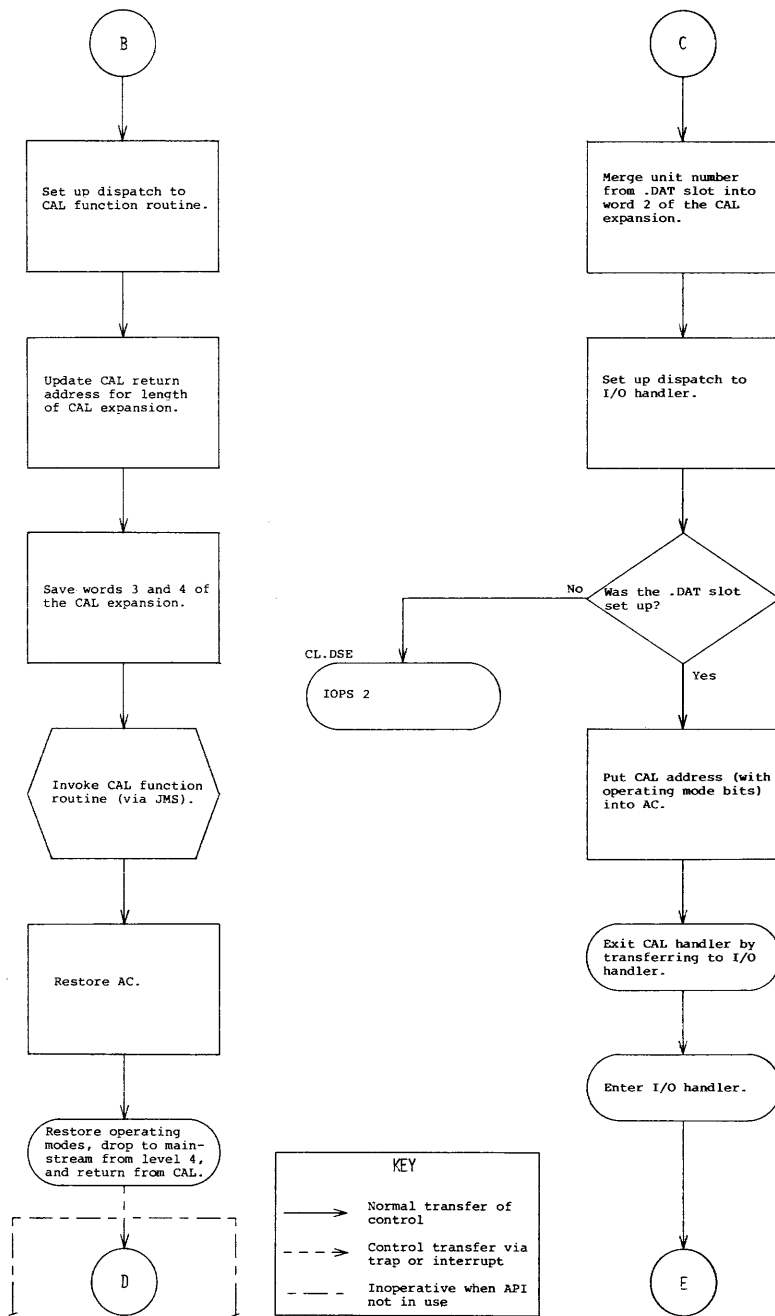 B
Set up dispatch to
CAL function routine.
Update CAL return
address for length
of CAL expansion.
Save words 3 and 4 of
the CAL expansion.
Invoke CAL function
routine (via JMS).
Restore AC.
Restore operating
modes, drop to main-
stream from level 4,
and return from CAL.
D
C
Merge unit number
from .DAT slot into
word 2 of the CAL
expansion.
Set up dispatch to
I/O handler.
Was the .DAT slot
set up?
No
CL.DSE
IOPS 2
Yes
Put CAL address (with
operating mode bits)
into AC.
Exit CAL handler by
transferring to I/O
handler.
Enter I/O handler.
E
KEY
Normal transfer of
control
Control transfer via
trap or interrupt
Inoperative when API
not in use